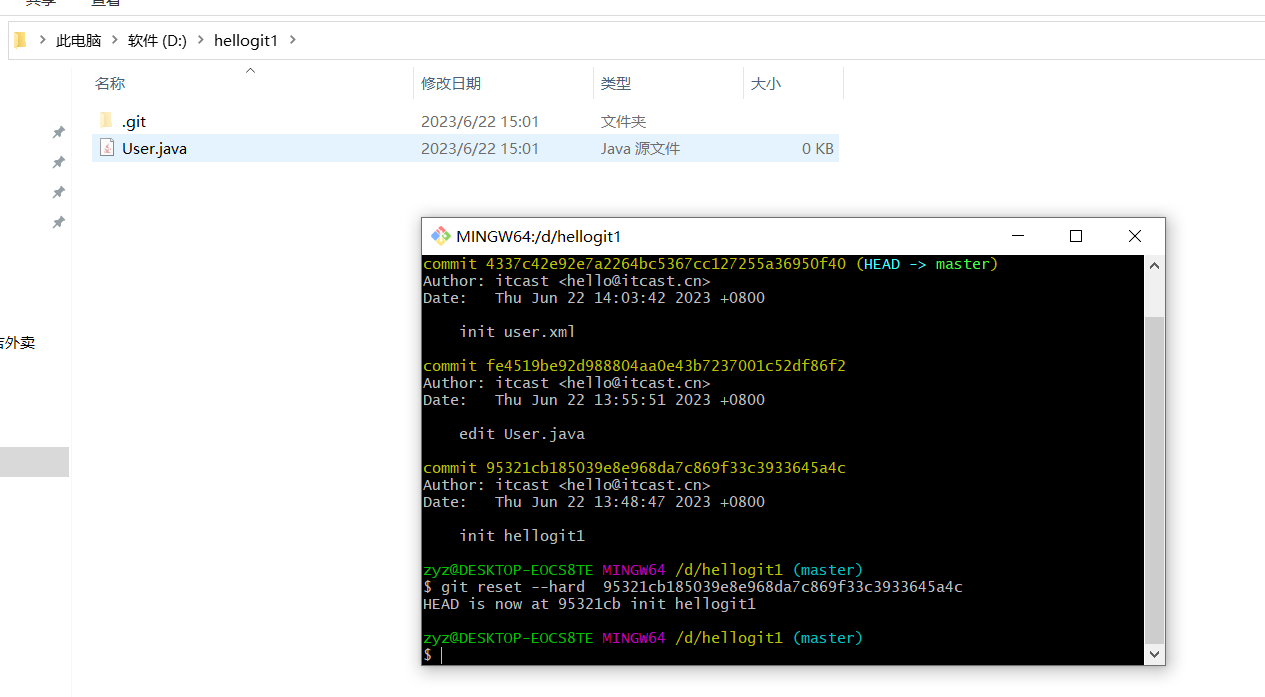 共享 查看
此电脑 软件 (D:) hellogit1
名称 修改日期 类型 大小
.git 2023/6/22 15:01 文件夹
User.java 2023/6/22 15:01 Java 源文件 0 KB
外卖
MINGW64:/d/hellogit1
commit 4337c42e92e7a2264bc5367cc127255a36950f40 (HEAD -> master)
Author: itcast <hello@itcast.cn>
Date:   Thu Jun 22 14:03:42 2023 +0800
init user.xml
commit fe4519be92d988804aa0e43b7237001c52df86f2
Author: itcast <hello@itcast.cn>
Date:   Thu Jun 22 13:55:51 2023 +0800
edit User.java
commit 95321cb185039e8e968da7c869f33c3933645a4c
Author: itcast <hello@itcast.cn>
Date:   Thu Jun 22 13:48:47 2023 +0800
init hellogit1
zyz@DESKTOP-EOCS8TE MINGW64 /d/hellogit1 (master)
$ git reset --hard  95321cb185039e8e968da7c869f33c3933645a4c
HEAD is now at 95321cb init hellogit1
zyz@DESKTOP-EOCS8TE MINGW64 /d/hellogit1 (master)
$